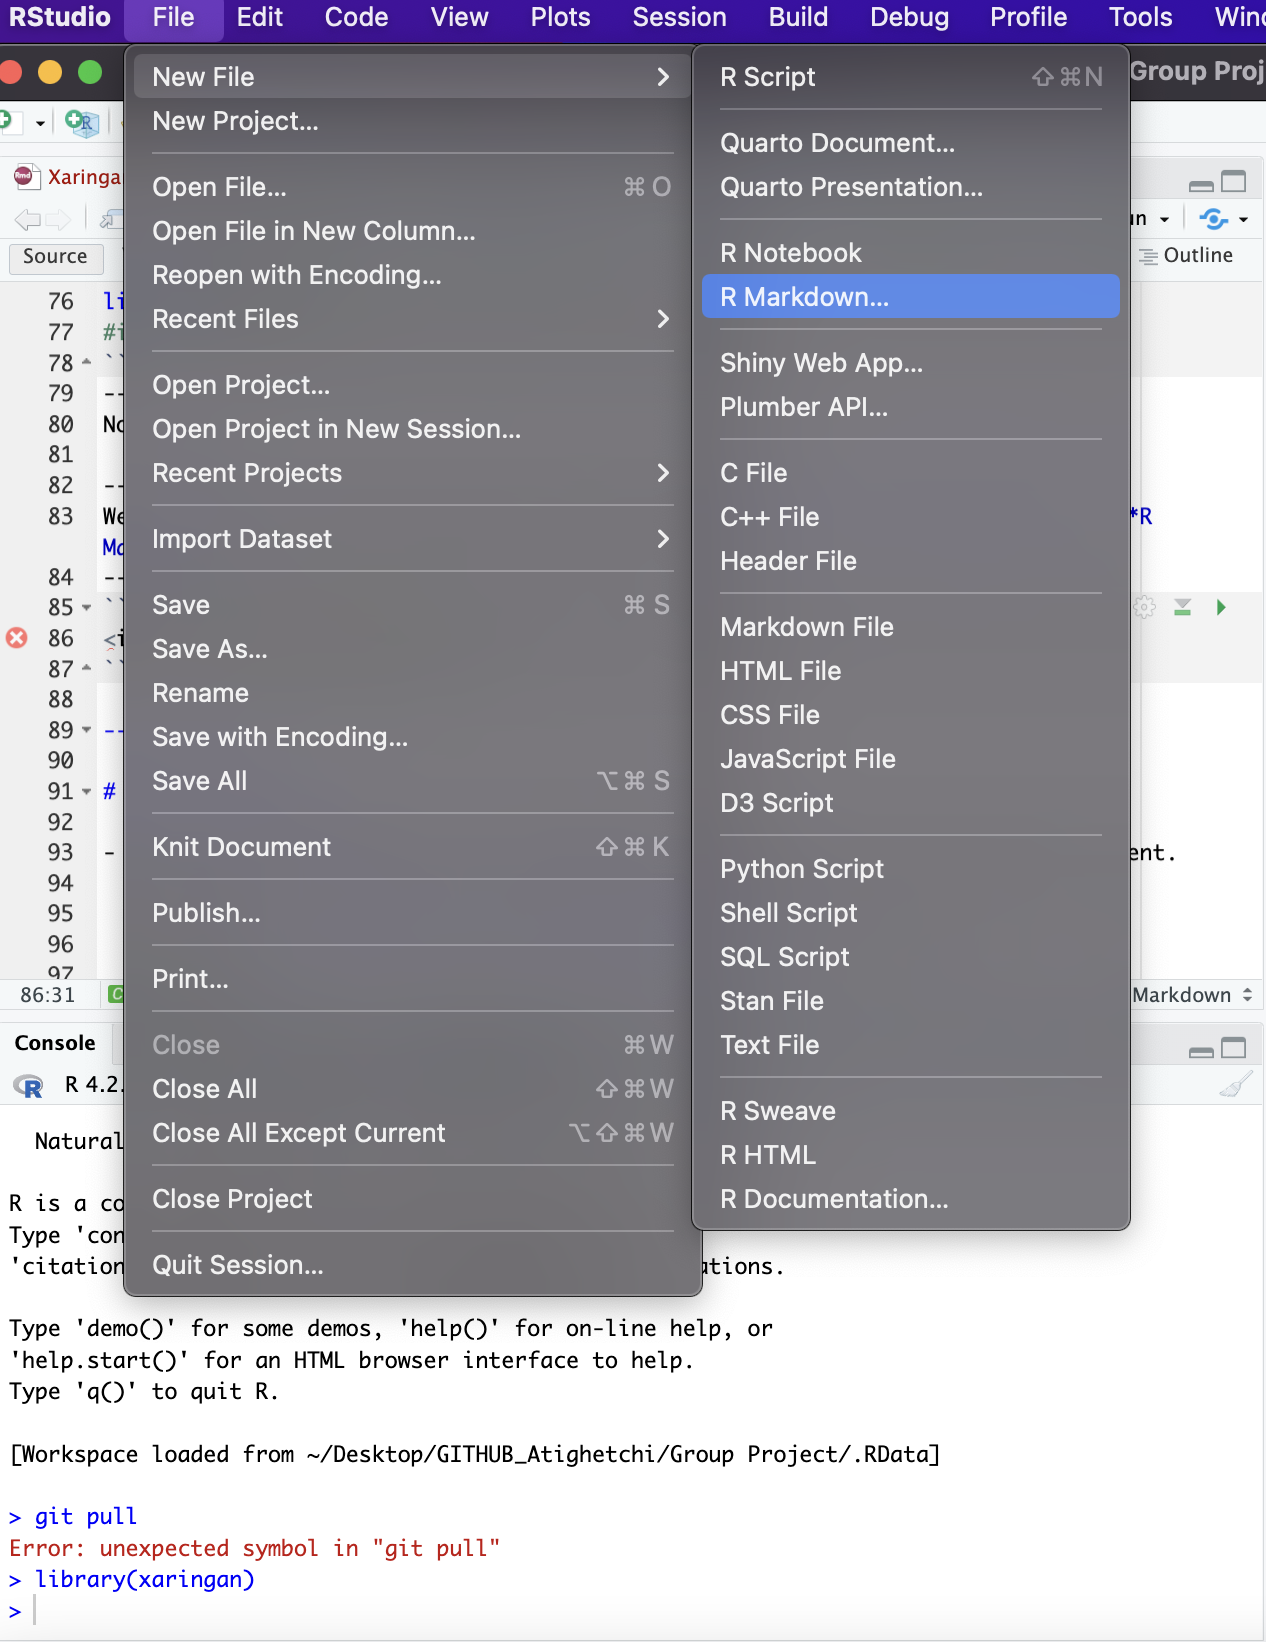 RStudio File Edit Code View Plots Session Build Debug Profile Tools Wind
Group Proj
New File
New Project...
Open File... ⌘ O
Open File in New Column...
Reopen with Encoding...
Recent Files
Open Project...
Open Project in New Session...
Recent Projects
Import Dataset
Save ⌘ S
Save As...
Rename
Save with Encoding...
Save All ⌥ ⌘ S
Knit Document ⇧ ⌘ K
Publish...
Print...
Close ⌘ W
Close All ⇧ ⌘ W
Close All Except Current ⌥ ⇧ ⌘ W
Close Project
Quit Session...
R Script ⇧ ⌘ N
Quarto Document...
Quarto Presentation...
R Notebook
R Markdown...
Shiny Web App...
Plumber API...
C File
C++ File
Header File
Markdown File
HTML File
CSS File
JavaScript File
D3 Script
Python Script
Shell Script
SQL Script
Stan File
Text File
R Sweave
R HTML
R Documentation...
Rmd Xaringa
un
Source Outline
76 li
77 #i
78 ``
79 --
80 No
81
82 --
83 We *R
Ma
84 --
85 ``
86 <i
87 ``
88
89 --
90
91 #
92
93 - ent.
94
95
96
97
86:31 C Markdown
Console
R R 4.2.
Natural
R is a co
Type 'con
'citation ations.
Type 'demo()' for some demos, 'help()' for on-line help, or
'help.start()' for an HTML browser interface to help.
Type 'q()' to quit R.
[Workspace loaded from ~/Desktop/GITHUB_Atighetchi/Group Project/.RData]
> git pull
Error: unexpected symbol in "git pull"
> library(xaringan)
>